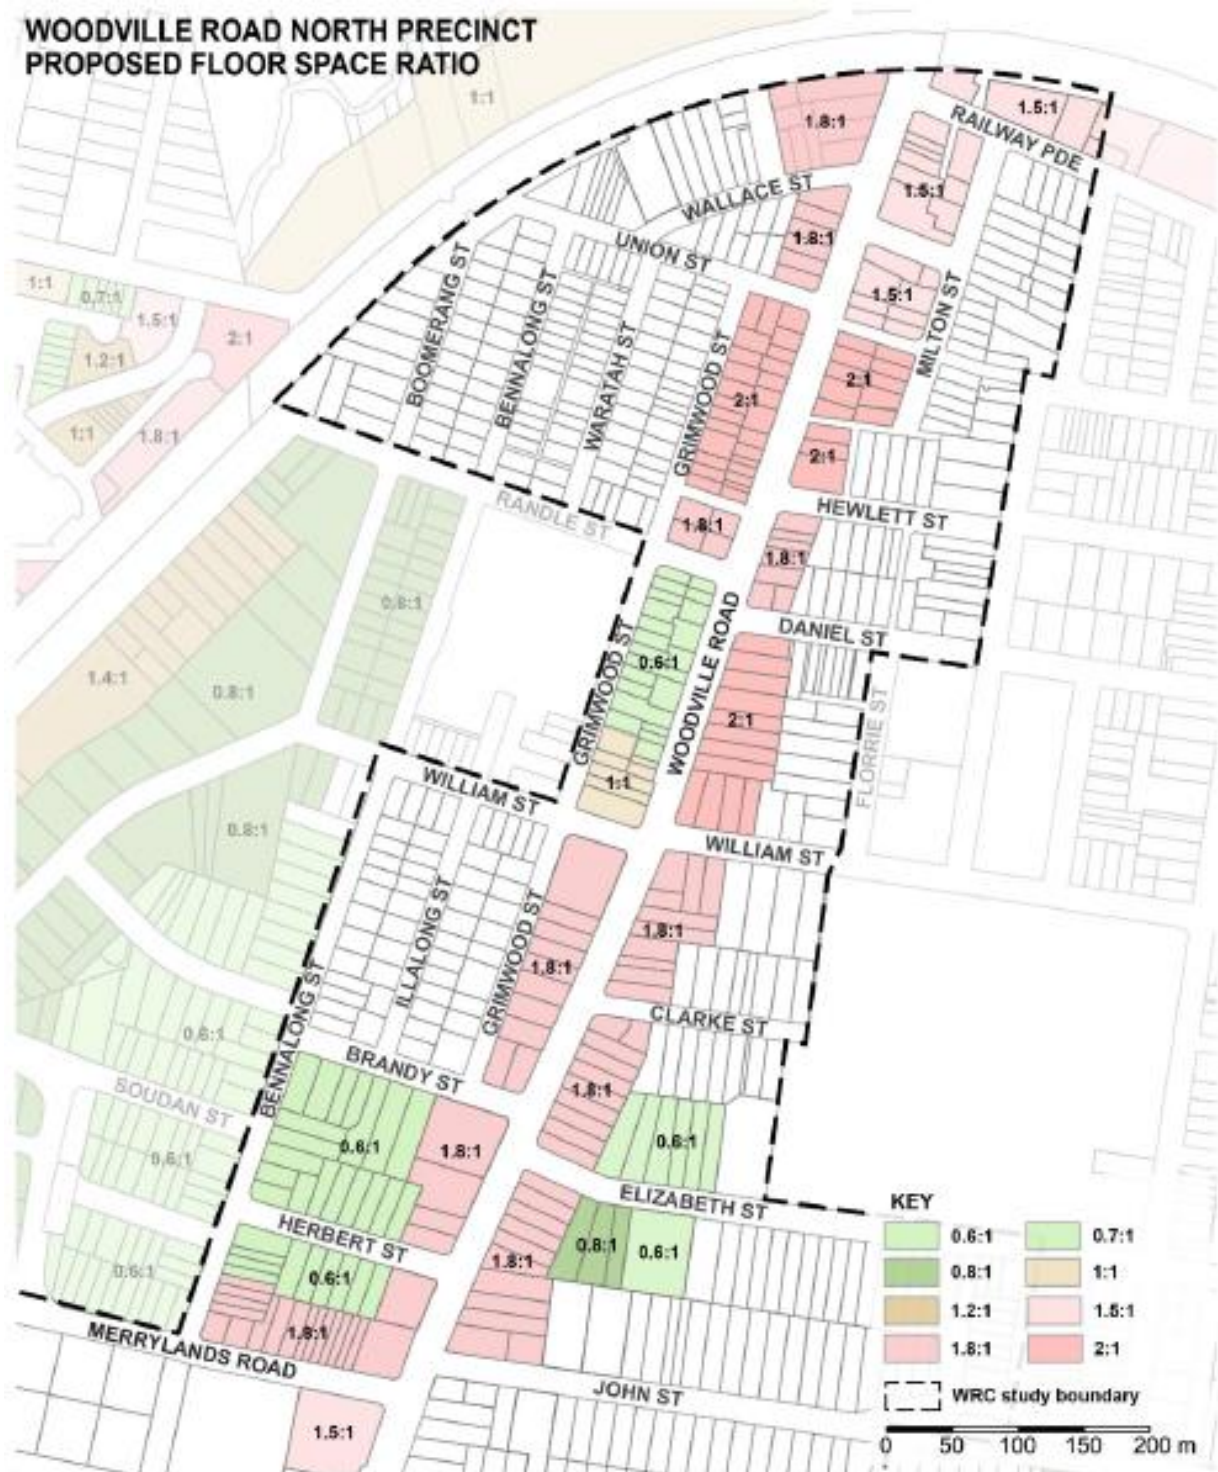 WOODVILLE ROAD NORTH PRECINCT
PROPOSED FLOOR SPACE RATIO
1:1
1.8:1
1.5:1
RAILWAY PDE
WALLACE ST
1.5:1
UNION ST
1.8:1
BOOMERANG ST
BENNALONG ST
WARATAH ST
GRIMWOOD ST
1.5:1
MILTON ST
1:1
0.7:1
1.5:1
2:1
1.2:1
1:1
1.8:1
2:1
2:1
2:1
RANDLE ST
1.8:1
HEWLETT ST
1.8:1
0.8:1
GRIMWOOD ST
0.6:1
WOODVILLE ROAD
DANIEL ST
1.4:1
0.8:1
2:1
FLORRIE ST
1:1
WILLIAM ST
0.8:1
WILLIAM ST
ILLALONG ST
GRIMWOOD ST
1.8:1
1.8:1
BENNALONG ST
0.6:1
CLARKE ST
BRANDY ST
SOUDAN ST
1.8:1
0.6:1
0.6:1
1.8:1
0.6:1
ELIZABETH ST
HERBERT ST
0.6:1
0.6:1
1.8:1
0.8:1
0.6:1
1.8:1
MERRYLANDS ROAD
JOHN ST
1.5:1
KEY
0.6:1 0.7:1
0.8:1 1:1
1.2:1 1.5:1
1.8:1 2:1
WRC study boundary
0 50 100 150 200 m